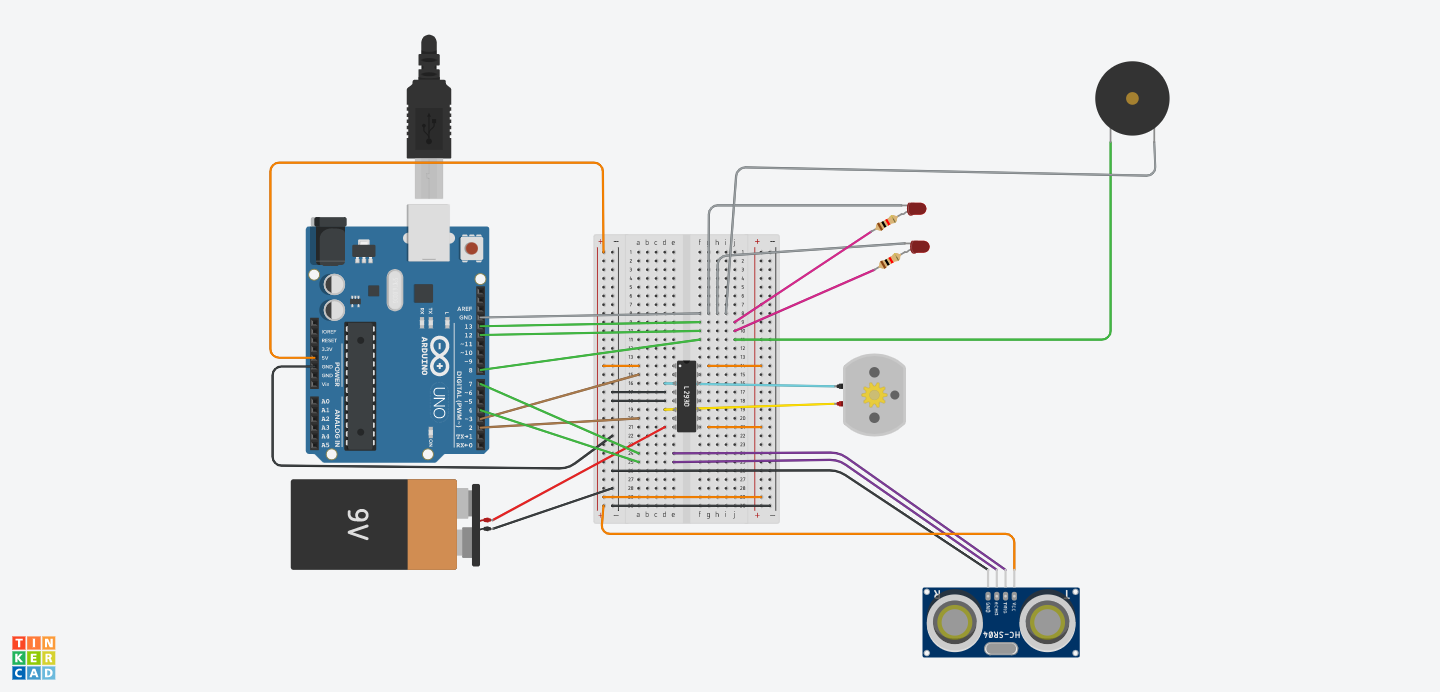 AREF
GND
13
12
~11
~10
~9
8
7
~6
~5
4
~3
2
TX→1
RX←0
DIGITAL (PWM~)
IOREF
RESET
3.3V
5V
GND
GND
Vin
POWER
A0
A1
A2
A3
A4
A5
ANALOG IN
TX
RX
L
ON
ARDUINO
UNO
+ − a b c d e f g h i j + −
L293D
a b c d e f g h i j + −
9V
GND
ECHO
TRIG
VCC
R
T
HC-SR04
TIN
KER
CAD